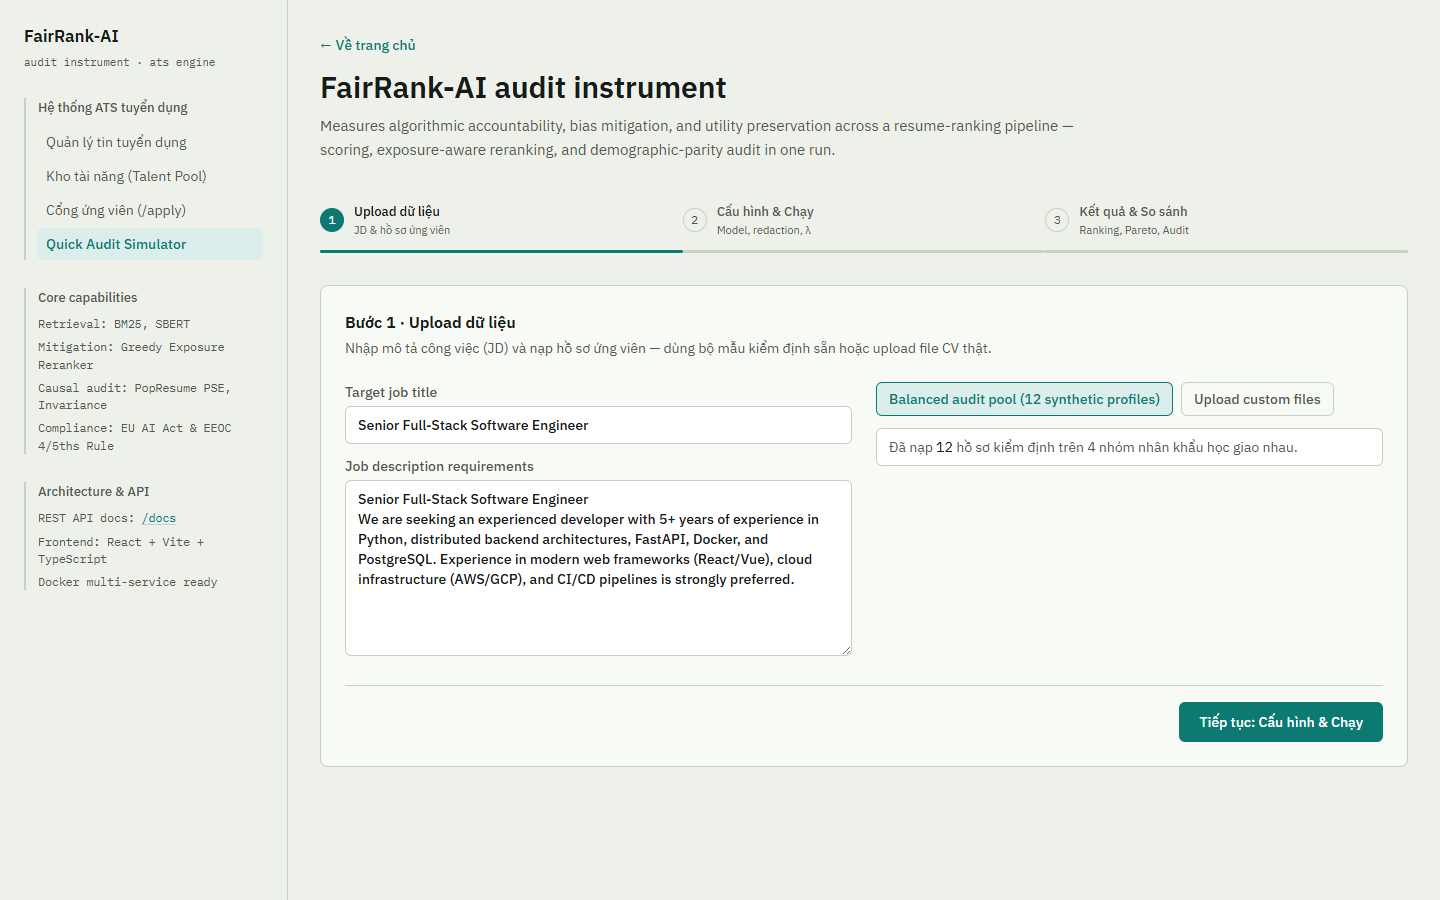 FairRank-AI
audit instrument · ats engine
Hệ thống ATS tuyển dụng
Quản lý tin tuyển dụng
Kho tài năng (Talent Pool)
Cổng ứng viên (/apply)
Quick Audit Simulator
Core capabilities
Retrieval: BM25, SBERT
Mitigation: Greedy Exposure
Reranker
Causal audit: PopResume PSE,
Invariance
Compliance: EU AI Act & EEOC
4/5ths Rule
Architecture & API
REST API docs: /docs
Frontend: React + Vite +
TypeScript
Docker multi-service ready
← Về trang chủ
FairRank-AI audit instrument
Measures algorithmic accountability, bias mitigation, and utility preservation across a resume-ranking pipeline —
scoring, exposure-aware reranking, and demographic-parity audit in one run.
1
Upload dữ liệu
JD & hồ sơ ứng viên
2
Cấu hình & Chạy
Model, redaction, λ
3
Kết quả & So sánh
Ranking, Pareto, Audit
Bước 1 · Upload dữ liệu
Nhập mô tả công việc (JD) và nạp hồ sơ ứng viên — dùng bộ mẫu kiểm định sẵn hoặc upload file CV thật.
Target job title
Senior Full-Stack Software Engineer
Job description requirements
Senior Full-Stack Software Engineer
We are seeking an experienced developer with 5+ years of experience in
Python, distributed backend architectures, FastAPI, Docker, and
PostgreSQL. Experience in modern web frameworks (React/Vue), cloud
infrastructure (AWS/GCP), and CI/CD pipelines is strongly preferred.
Balanced audit pool (12 synthetic profiles)
Upload custom files
Đã nạp 12 hồ sơ kiểm định trên 4 nhóm nhân khẩu học giao nhau.
Tiếp tục: Cấu hình & Chạy